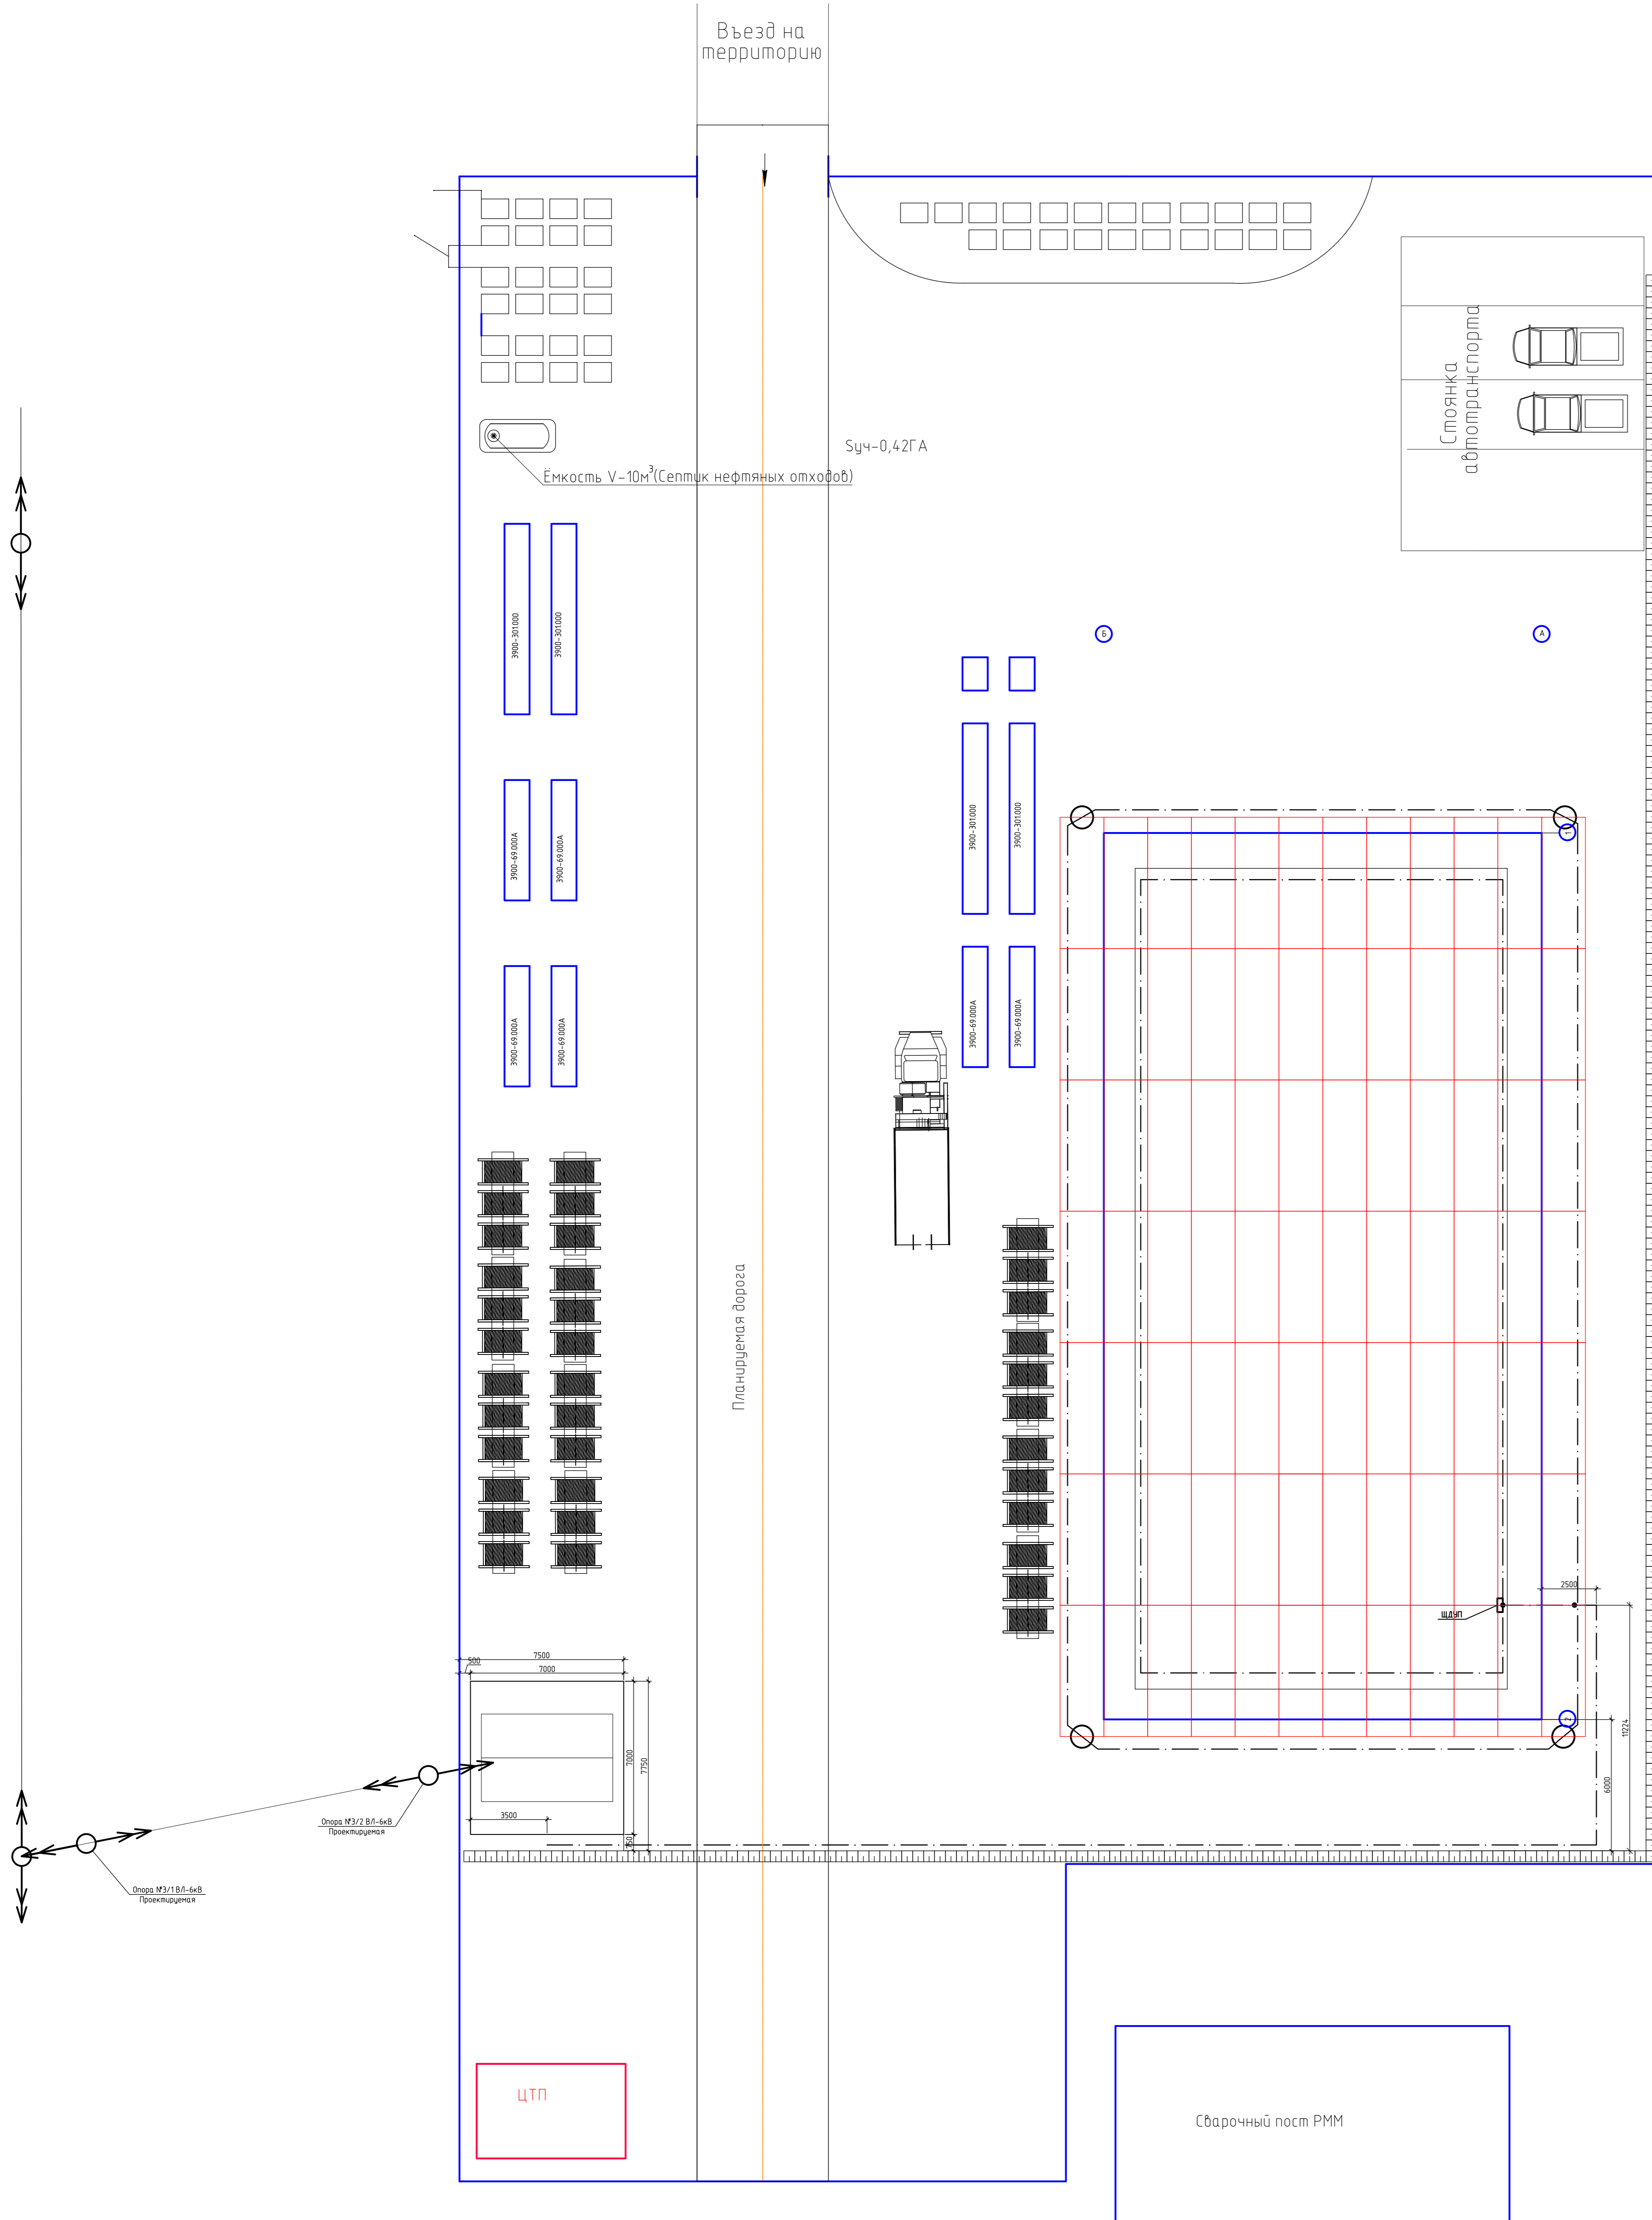 Въезд на
территорию
Sуч-0,42ГА
Ёмкость V-10м³(Септик нефтяных отходов)
Стоянка
автотранспорта
3900-301.000
3900-301.000
Б
А
3900-301.000
3900-301.000
1
3900-69.000А
3900-69.000А
3900-69.000А
3900-69.000А
3900-69.000А
3900-69.000А
Планируемая дорога
2500
ЩДУП
7500
500
7000
2
11224
7000
7750
6000
3500
750
Опора №3/2 ВЛ-6кВ
Проектируемая
Опора №3/1 ВЛ-6кВ
Проектируемая
ЦТП
Сварочный пост РММ